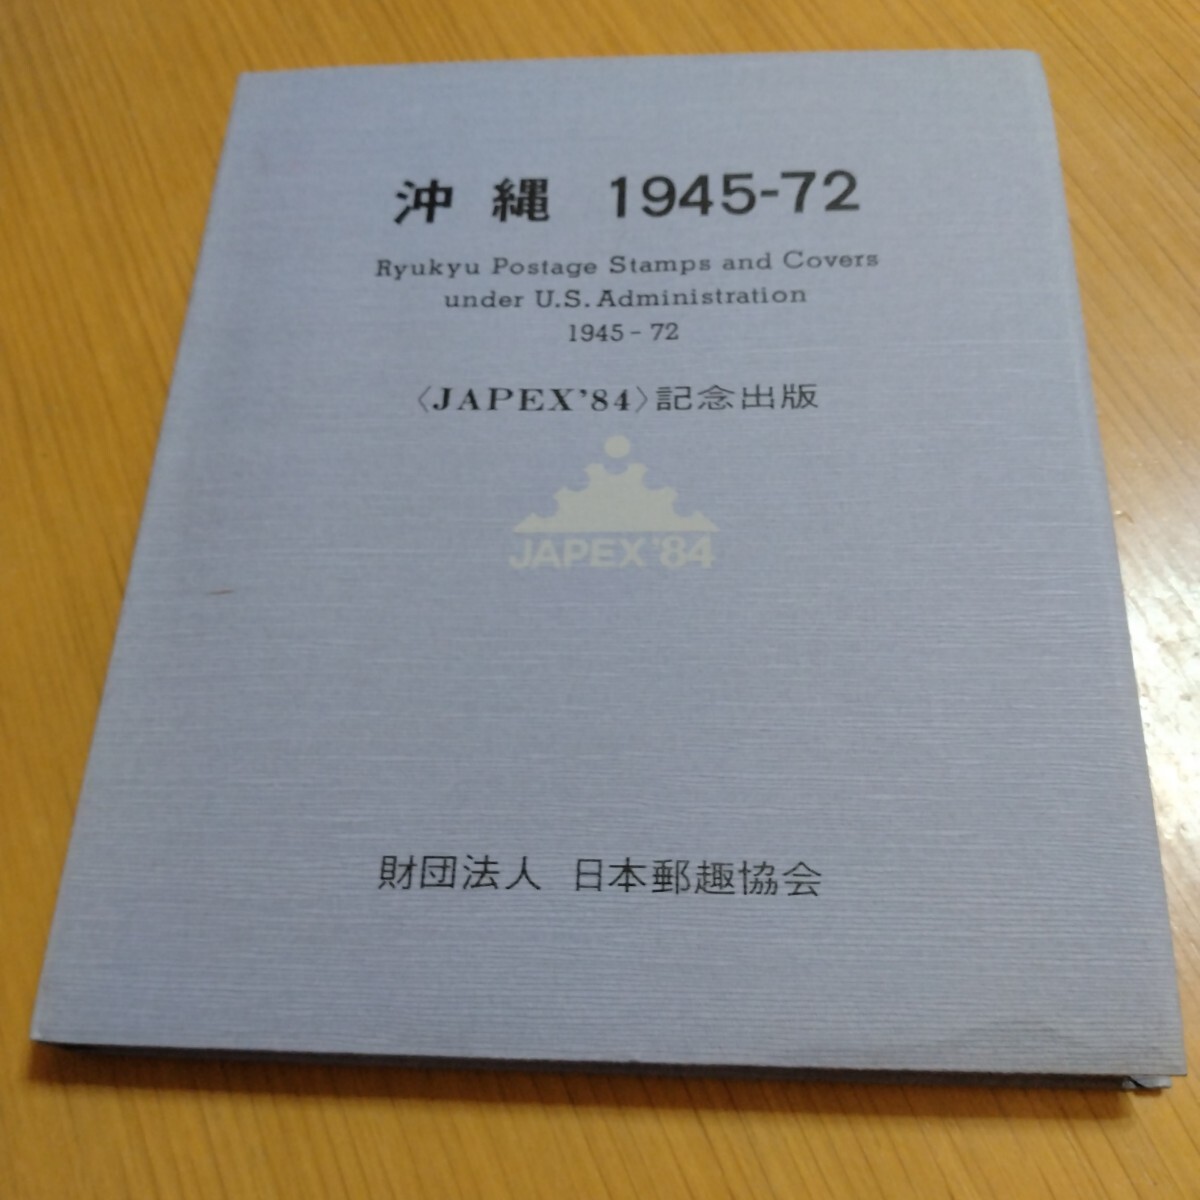 沖縄 1945-72
Ryukyu Postage Stamps and Covers
under U.S. Administration
1945-72
〈JAPEX'84〉記念出版
JAPEX'84
財団法人 日本郵趣協会